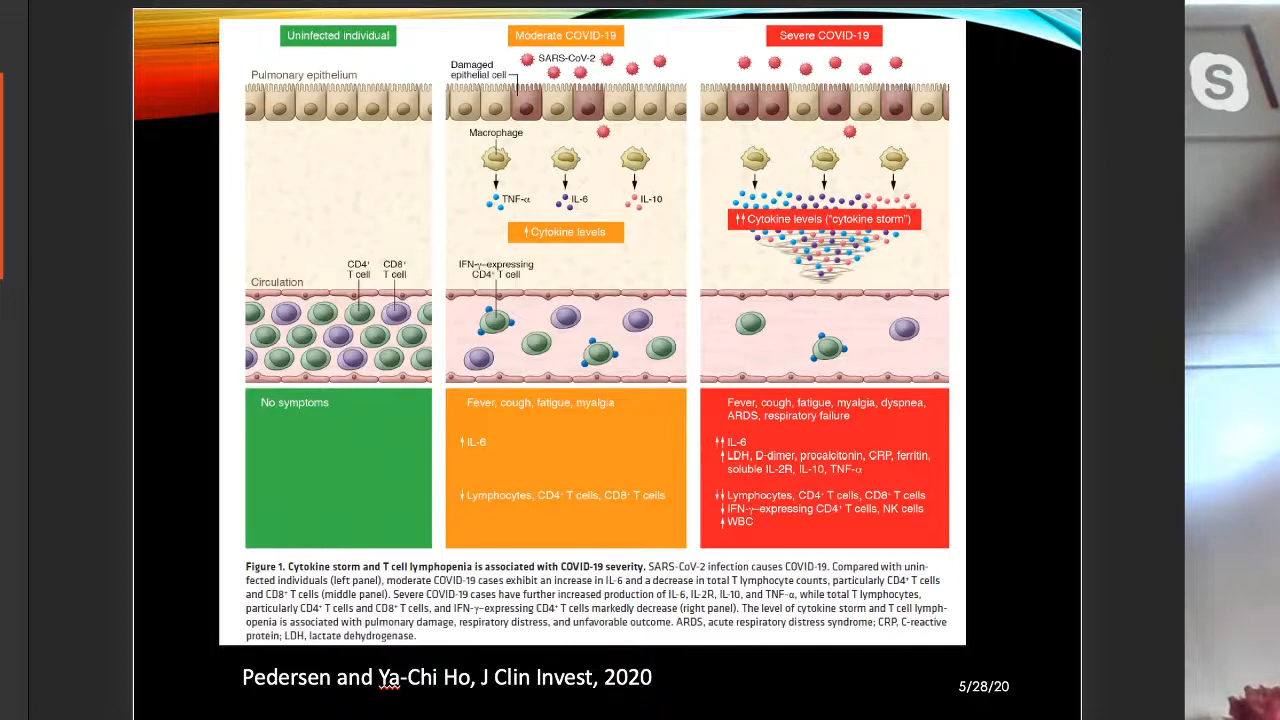 Uninfected individual
Moderate COVID-19
Severe COVID-19
Pulmonary epithelium
Damaged
epithelial cell
SARS-CoV-2
Macrophage
TNF-α
IL-6
IL-10
↑ Cytokine levels
↑↑ Cytokine levels ("cytokine storm")
CD4⁺
T cell
CD8⁺
T cell
IFN-γ–expressing
CD4⁺ T cell
Circulation
No symptoms
Fever, cough, fatigue, myalgia
↑ IL-6
↓ Lymphocytes, CD4⁺ T cells, CD8⁺ T cells
Fever, cough, fatigue, myalgia, dyspnea,
ARDS, respiratory failure
↑↑ IL-6
↑ LDH, D-dimer, procalcitonin, CRP, ferritin,
soluble IL-2R, IL-10, TNF-α
↓↓ Lymphocytes, CD4⁺ T cells, CD8⁺ T cells
↓ IFN-γ–expressing CD4⁺ T cells, NK cells
↑ WBC
Figure 1. Cytokine storm and T cell lymphopenia is associated with COVID-19 severity. SARS-CoV-2 infection causes COVID-19. Compared with unin-
fected individuals (left panel), moderate COVID-19 cases exhibit an increase in IL-6 and a decrease in total T lymphocyte counts, particularly CD4⁺ T cells
and CD8⁺ T cells (middle panel). Severe COVID-19 cases have further increased production of IL-6, IL-2R, IL-10, and TNF-α, while total T lymphocytes,
particularly CD4⁺ T cells and CD8⁺ T cells, and IFN-γ–expressing CD4⁺ T cells markedly decrease (right panel). The level of cytokine storm and T cell lymph-
openia is associated with pulmonary damage, respiratory distress, and unfavorable outcome. ARDS, acute respiratory distress syndrome; CRP, C-reactive
protein; LDH, lactate dehydrogenase.
Pedersen and Ya-Chi Ho, J Clin Invest, 2020
5/28/20
S